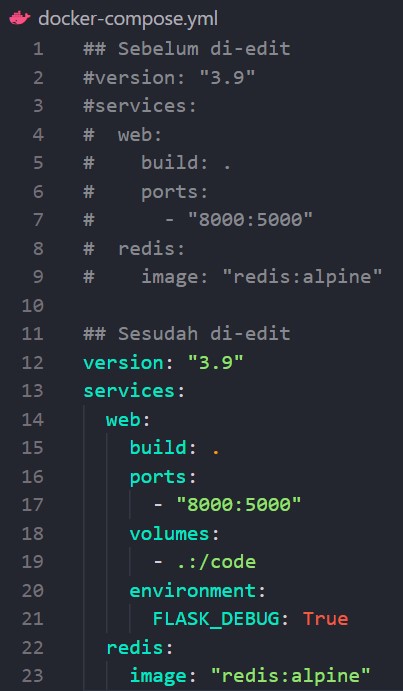 docker-compose.yml
1 ## Sebelum di-edit
2 #version: "3.9"
3 #services:
4 #  web:
5 #    build: .
6 #    ports:
7 #      - "8000:5000"
8 #  redis:
9 #    image: "redis:alpine"
10
11 ## Sesudah di-edit
12 version: "3.9"
13 services:
14   web:
15     build: .
16     ports:
17       - "8000:5000"
18     volumes:
19       - .:/code
20     environment:
21       FLASK_DEBUG: True
22   redis:
23     image: "redis:alpine"